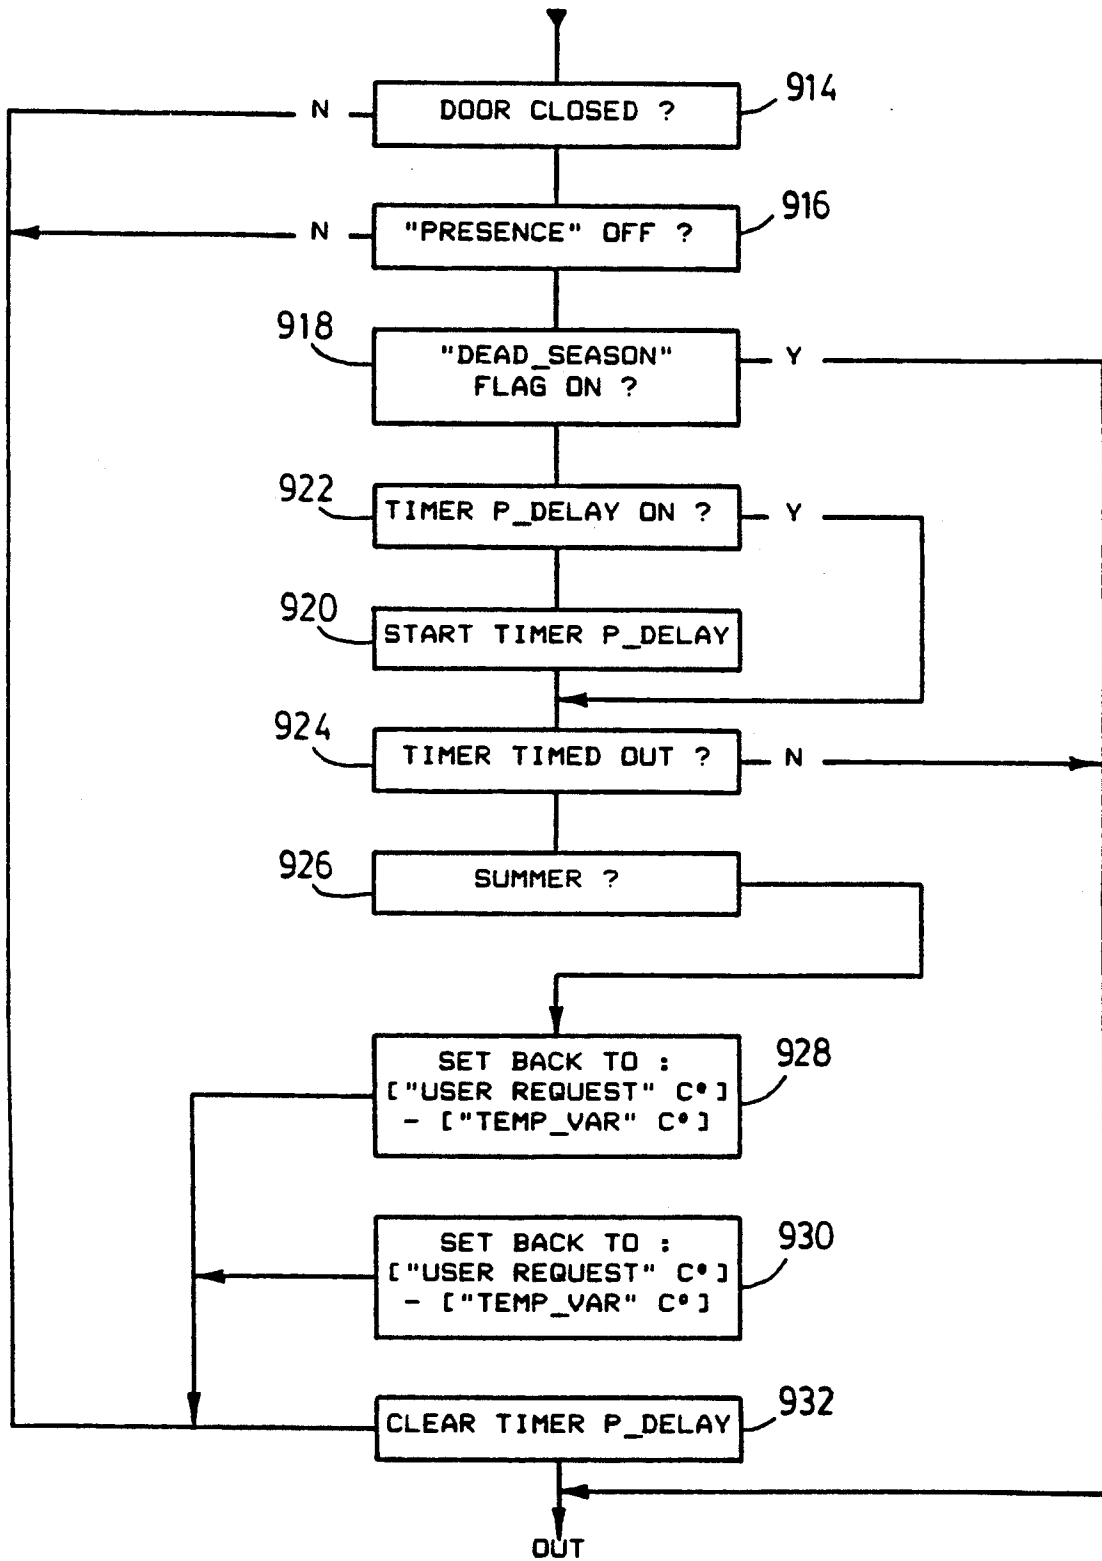 914
N DOOR CLOSED ?
916
N "PRESENCE" OFF ?
918
"DEAD_SEASON" Y
FLAG ON ?
922
TIMER P_DELAY ON ? Y
920
START TIMER P_DELAY
924
TIMER TIMED OUT ? N
926
SUMMER ?
928
SET BACK TO :
["USER REQUEST" C°]
- ["TEMP_VAR" C°]
930
SET BACK TO :
["USER REQUEST" C°]
- ["TEMP_VAR" C°]
932
CLEAR TIMER P_DELAY
OUT